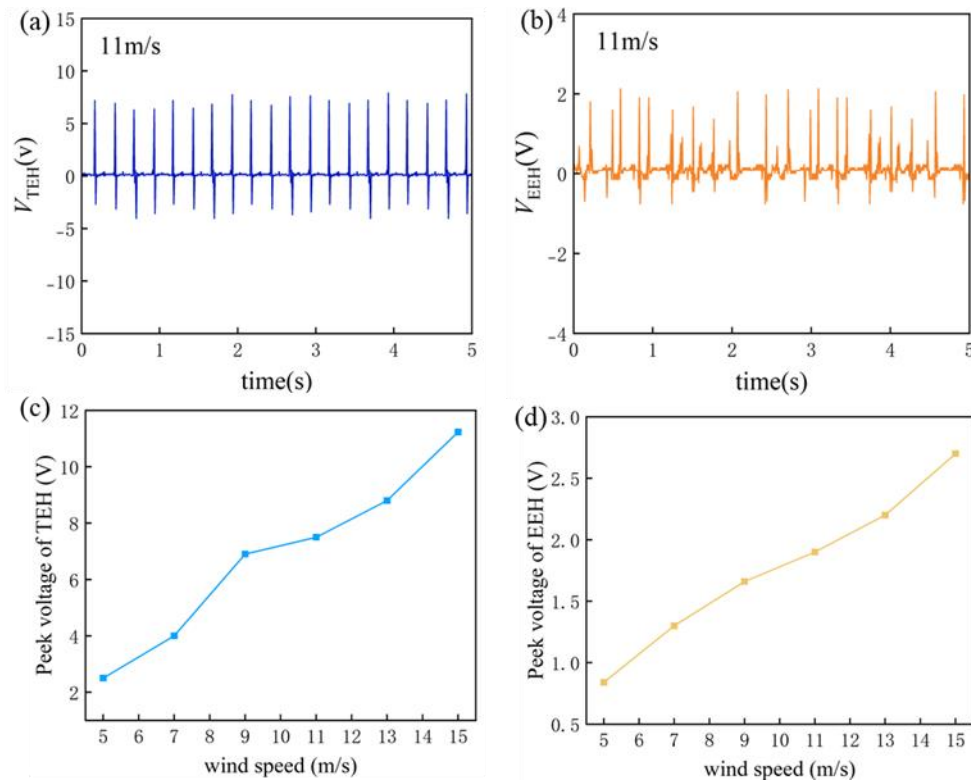 (a)
11m/s
15
10
5
0
-5
-10
-15
V_TEH(v)
0 1 2 3 4 5
time(s)
(b)
11m/s
4
2
0
-2
-4
V_EEH(V)
0 1 2 3 4 5
time(s)
(c)
12
10
8
6
4
2
Peek voltage of TEH (V)
5 6 7 8 9 10 11 12 13 14 15
wind speed (m/s)
(d)
3.0
2.5
2.0
1.5
1.0
0.5
Peek voltage of EEH (V)
5 6 7 8 9 10 11 12 13 14 15
wind speed (m/s)